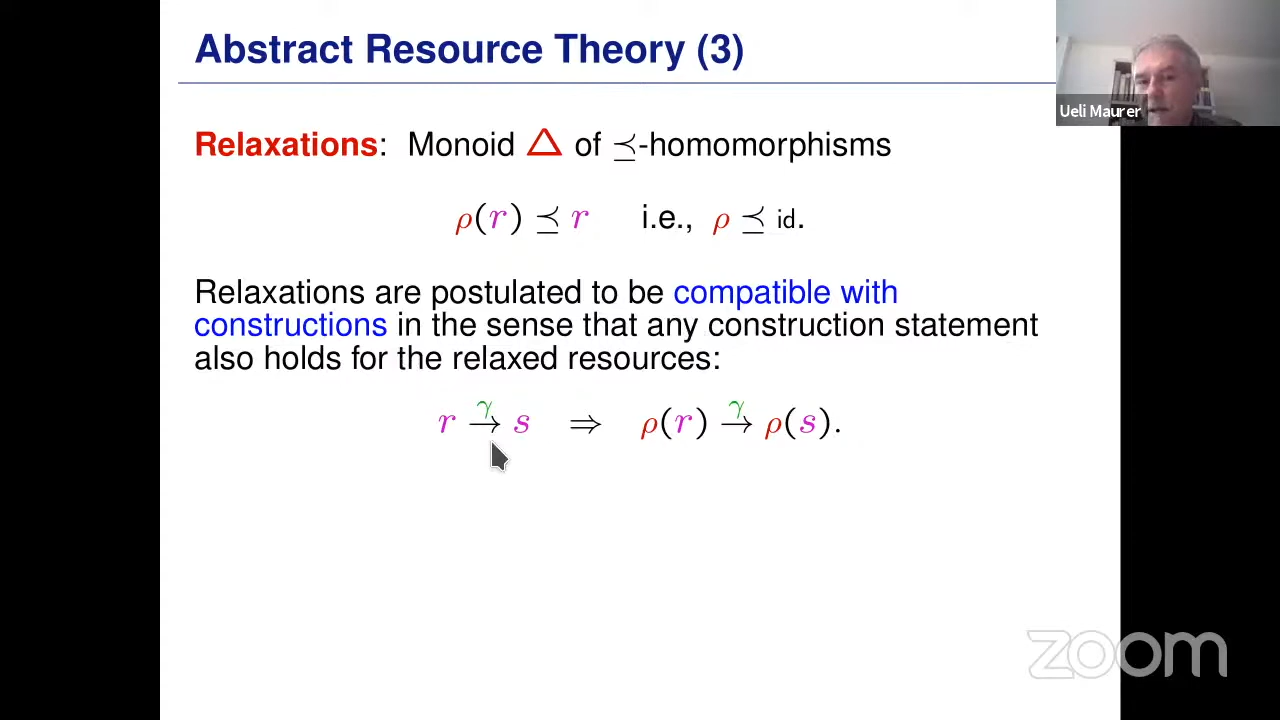 Abstract Resource Theory (3)
Ueli Maurer
Relaxations: Monoid △ of ⪯-homomorphisms
ρ(r) ⪯ r i.e., ρ ⪯ id.
Relaxations are postulated to be compatible with
constructions in the sense that any construction statement
also holds for the relaxed resources:
r →^γ s ⇒ ρ(r) →^γ ρ(s).
zoom